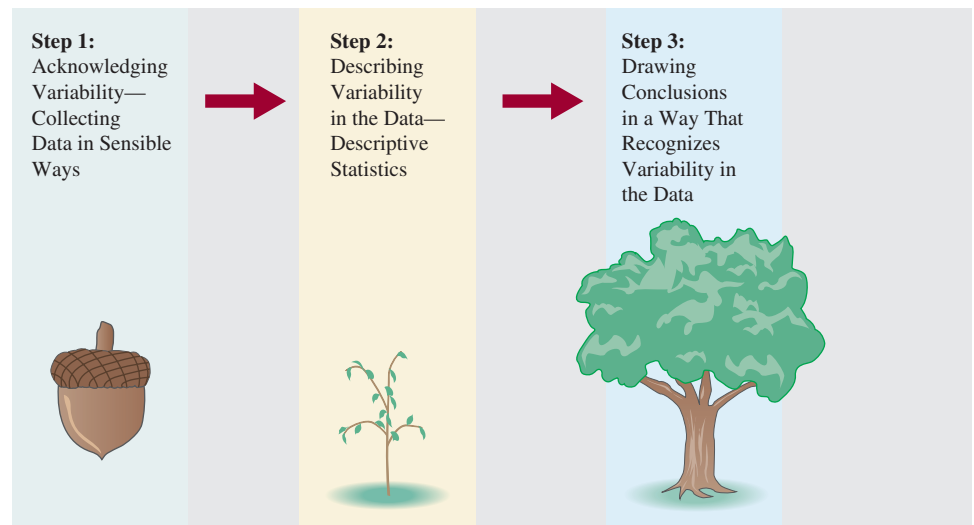 Step 1:
Acknowledging
Variability—
Collecting
Data in Sensible
Ways
Step 2:
Describing
Variability
in the Data—
Descriptive
Statistics
Step 3:
Drawing
Conclusions
in a Way That
Recognizes
Variability in
the Data